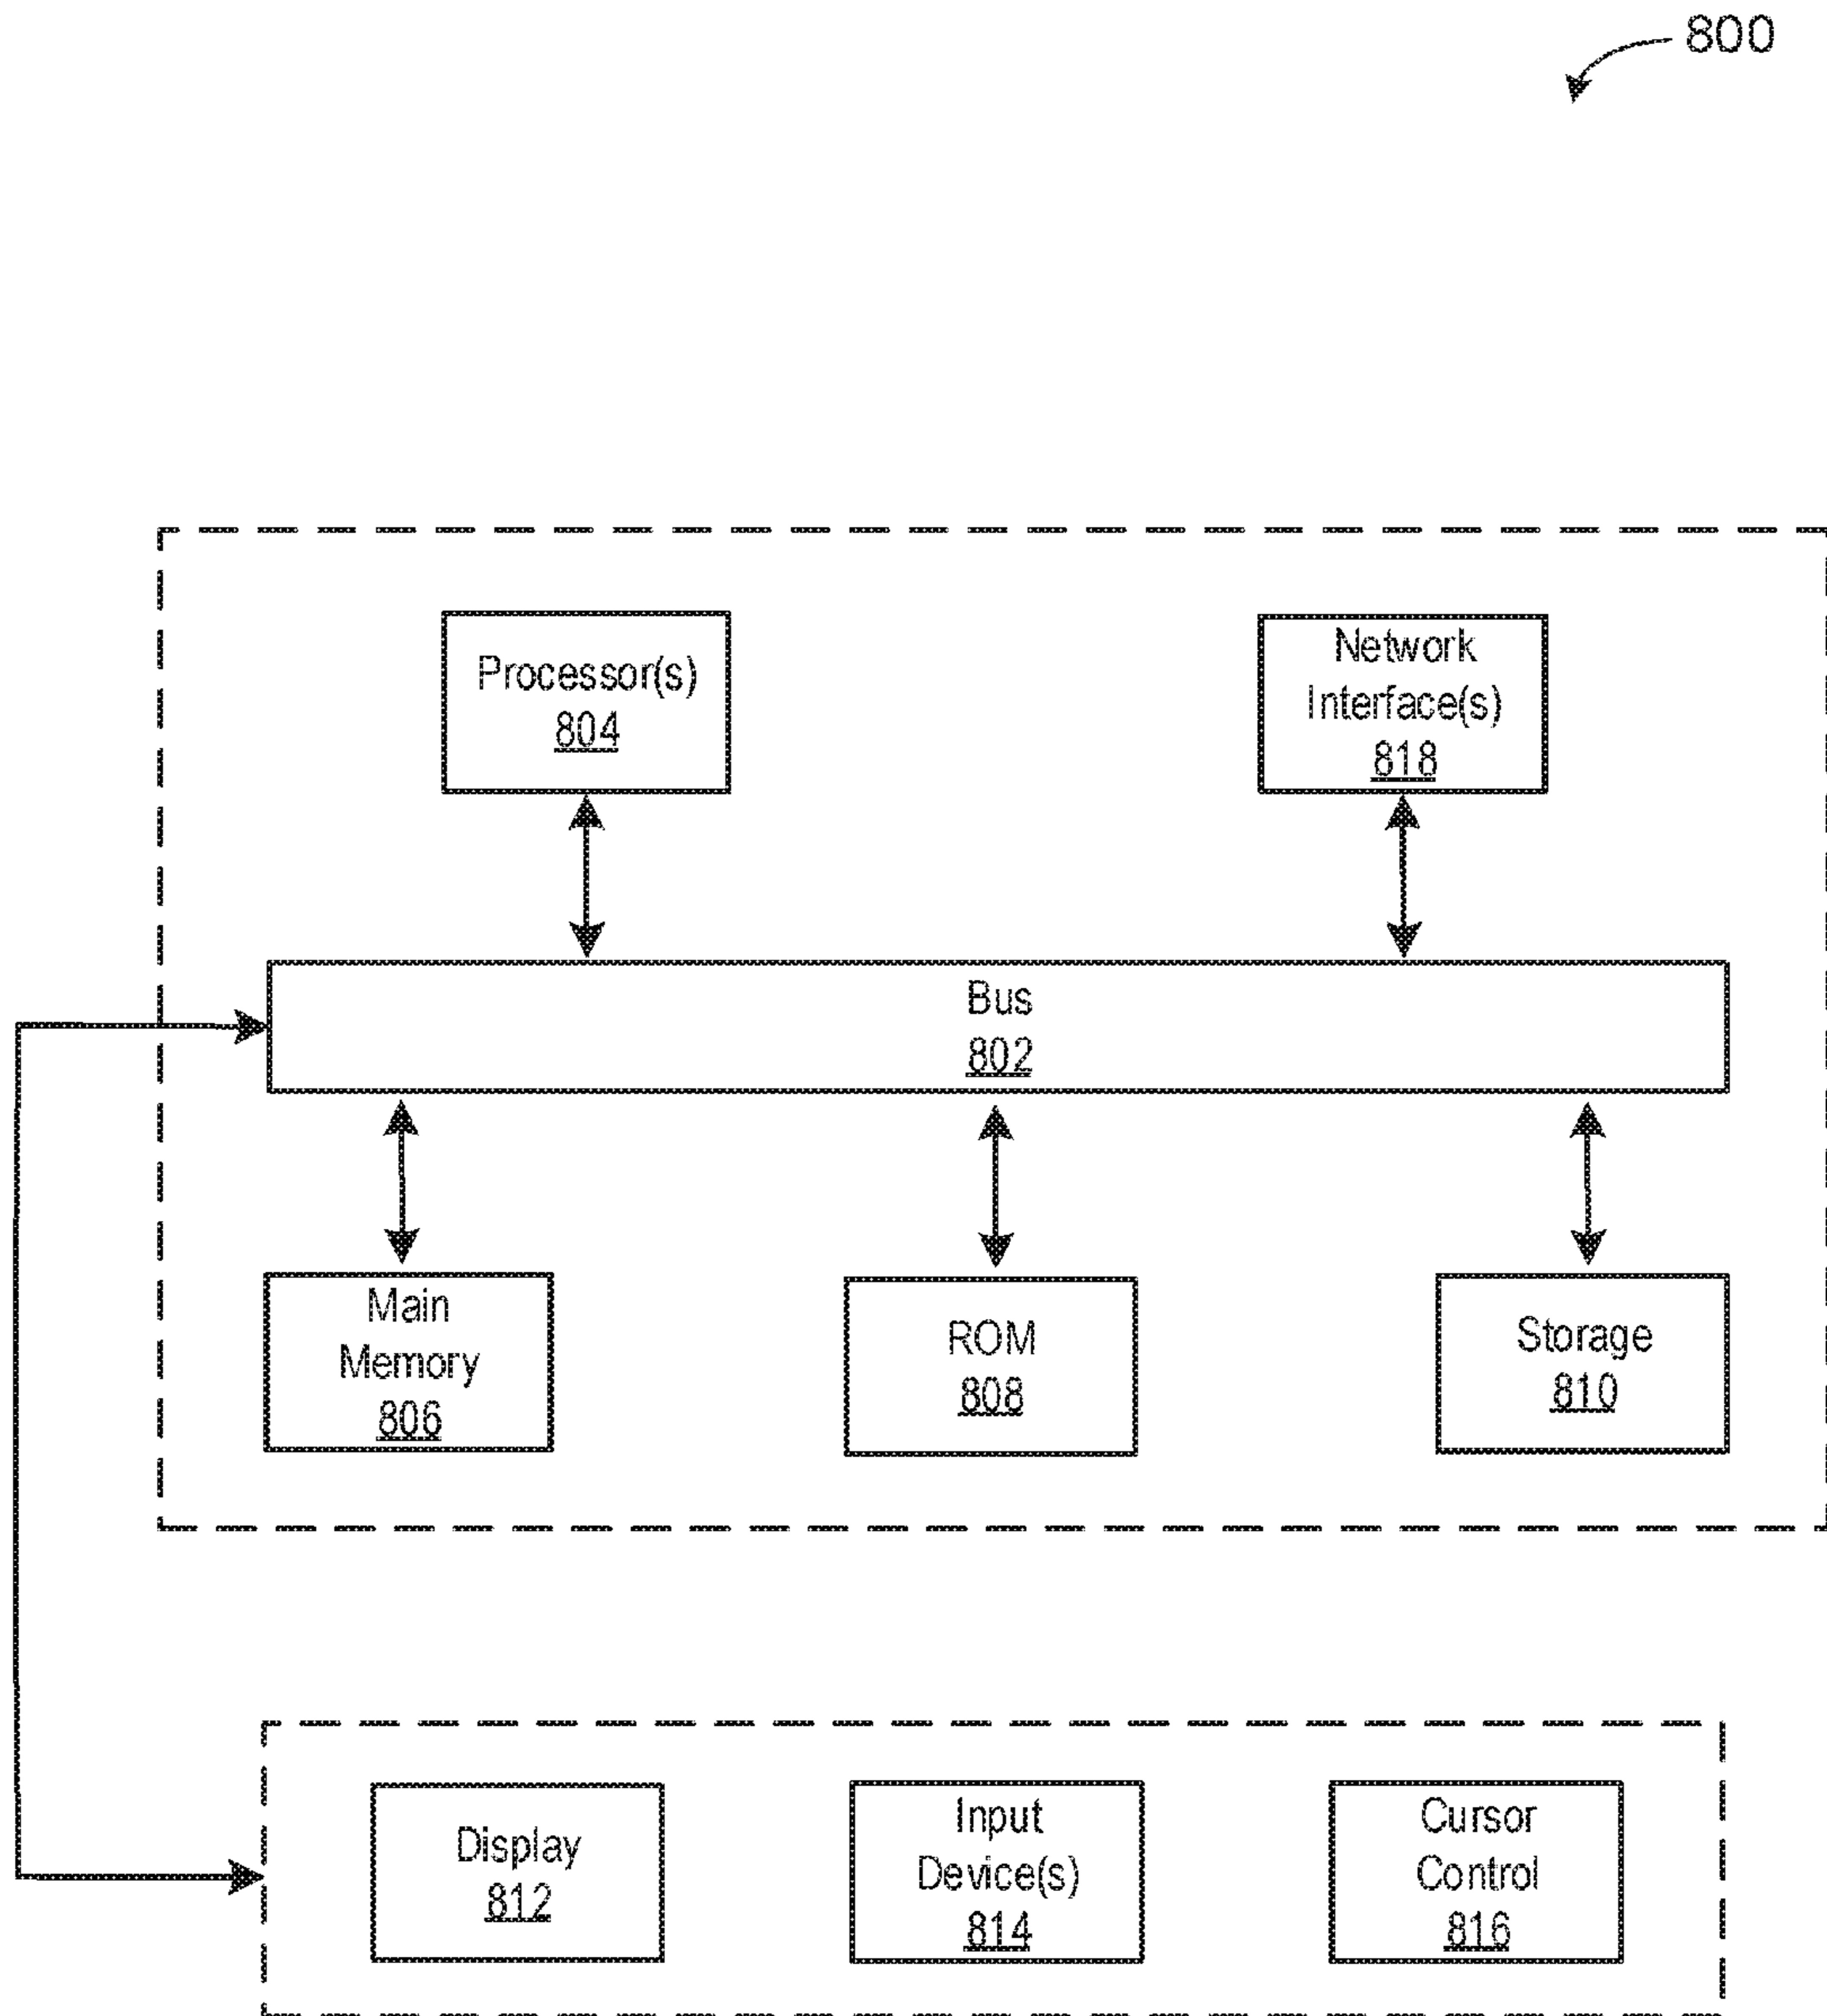 800
Processor(s)
804
Network
Interface(s)
818
Bus
802
Main
Memory
806
ROM
808
Storage
810
Display
812
Input
Device(s)
814
Cursor
Control
816